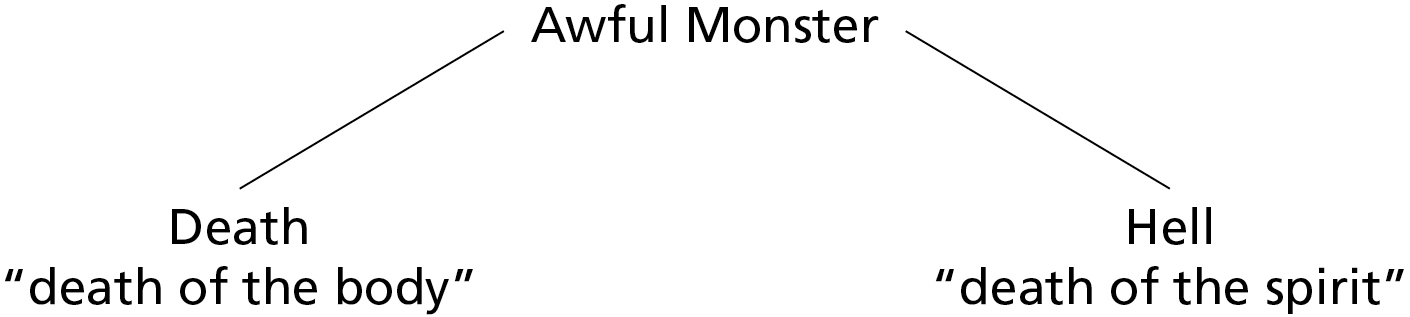 Awful Monster
Death
Hell
“death of the body”
“death of the spirit”